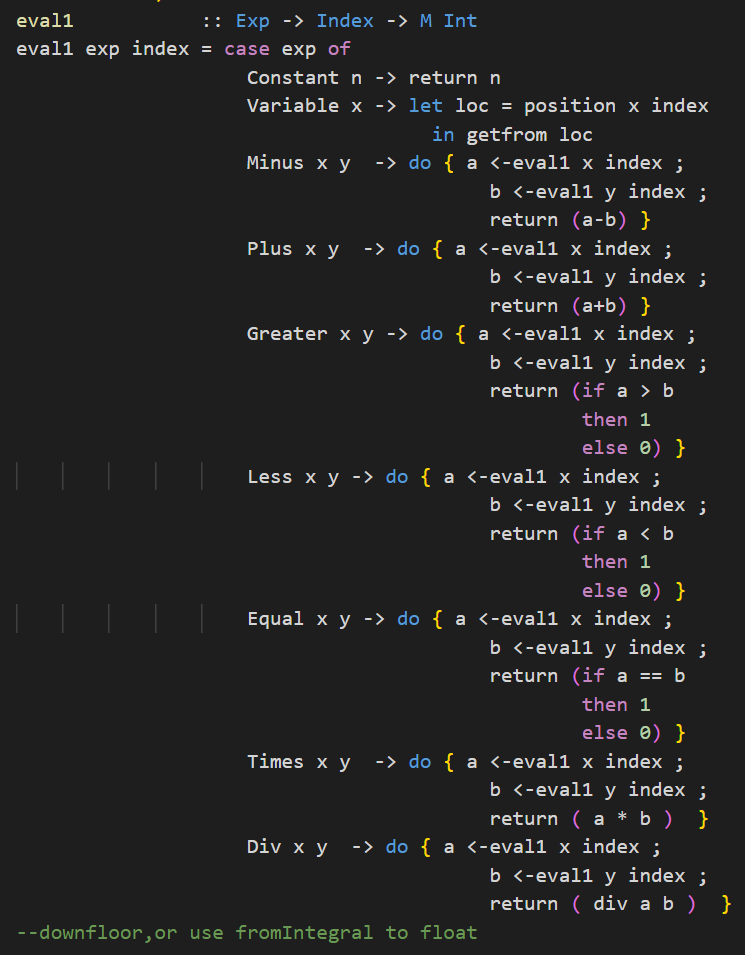 eval1           :: Exp -> Index -> M Int
eval1 exp index = case exp of
                    Constant n -> return n
                    Variable x -> let loc = position x index
                                    in getfrom loc
                    Minus x y  -> do { a <-eval1 x index ;
                                         b <-eval1 y index ;
                                         return (a-b) }
                    Plus x y  -> do { a <-eval1 x index ;
                                         b <-eval1 y index ;
                                         return (a+b) }
                    Greater x y -> do { a <-eval1 x index ;
                                         b <-eval1 y index ;
                                         return (if a > b
                                                 then 1
                                                 else 0) }
                    Less x y -> do { a <-eval1 x index ;
                                         b <-eval1 y index ;
                                         return (if a < b
                                                 then 1
                                                 else 0) }
                    Equal x y -> do { a <-eval1 x index ;
                                         b <-eval1 y index ;
                                         return (if a == b
                                                 then 1
                                                 else 0) }
                    Times x y  -> do { a <-eval1 x index ;
                                         b <-eval1 y index ;
                                         return ( a * b )  }
                    Div x y  -> do { a <-eval1 x index ;
                                         b <-eval1 y index ;
                                         return ( div a b )  }
--downfloor,or use fromIntegral to float